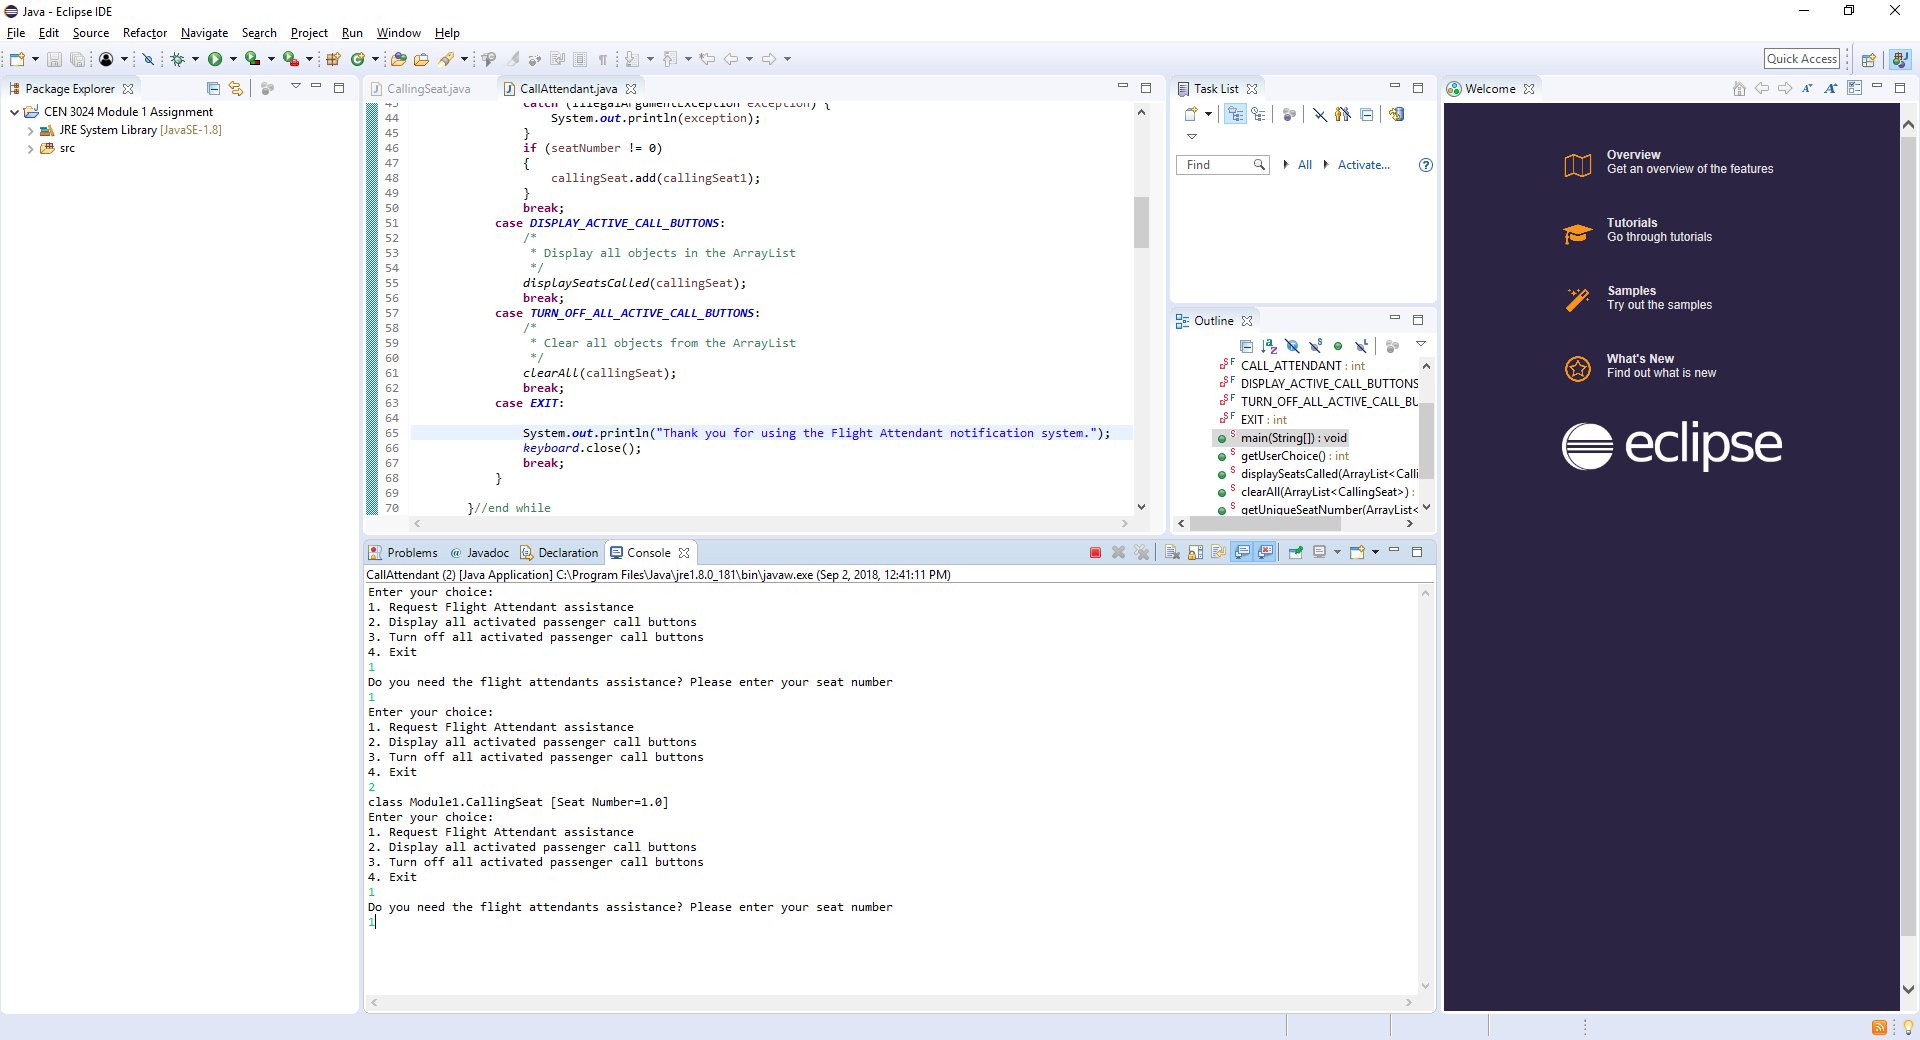 Java - Eclipse IDE
File Edit Source Refactor Navigate Search Project Run Window Help
Quick Access
Package Explorer
CEN 3024 Module 1 Assignment
JRE System Library [JavaSE-1.8]
src
CallingSeat.java
CallAttendant.java
43 catch (IllegalArgumentException exception) {
44 System.out.println(exception);
45 }
46 if (seatNumber != 0)
47 {
48 callingSeat.add(callingSeat1);
49 }
50 break;
51 case DISPLAY_ACTIVE_CALL_BUTTONS:
52 /*
53 * Display all objects in the ArrayList
54 */
55 displaySeatsCalled(callingSeat);
56 break;
57 case TURN_OFF_ALL_ACTIVE_CALL_BUTTONS:
58 /*
59 * Clear all objects from the ArrayList
60 */
61 clearAll(callingSeat);
62 break;
63 case EXIT:
64
65 System.out.println("Thank you for using the Flight Attendant notification system.");
66 keyboard.close();
67 break;
68 }
69
70 }//end while
Task List
Find
All
Activate...
Outline
CALL_ATTENDANT : int
DISPLAY_ACTIVE_CALL_BUTTONS
TURN_OFF_ALL_ACTIVE_CALL_BU
EXIT : int
main(String[]) : void
getUserChoice() : int
displaySeatsCalled(ArrayList<Calli
clearAll(ArrayList<CallingSeat>) :
getUniqueSeatNumber(ArrayList<
Problems
Javadoc
Declaration
Console
CallAttendant (2) [Java Application] C:\Program Files\Java\jre1.8.0_181\bin\javaw.exe (Sep 2, 2018, 12:41:11 PM)
Enter your choice:
1. Request Flight Attendant assistance
2. Display all activated passenger call buttons
3. Turn off all activated passenger call buttons
4. Exit
1
Do you need the flight attendants assistance? Please enter your seat number
1
Enter your choice:
1. Request Flight Attendant assistance
2. Display all activated passenger call buttons
3. Turn off all activated passenger call buttons
4. Exit
2
class Module1.CallingSeat [Seat Number=1.0]
Enter your choice:
1. Request Flight Attendant assistance
2. Display all activated passenger call buttons
3. Turn off all activated passenger call buttons
4. Exit
1
Do you need the flight attendants assistance? Please enter your seat number
1
Welcome
Overview
Get an overview of the features
Tutorials
Go through tutorials
Samples
Try out the samples
What's New
Find out what is new
eclipse